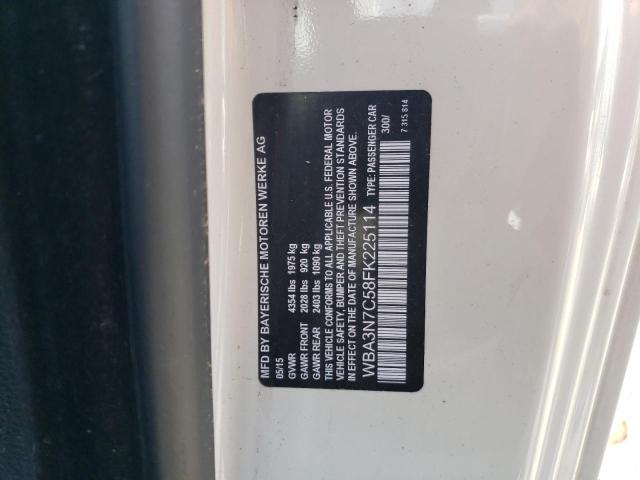 MFD BY BAYERISCHE MOTOREN WERKE AG
05/15
GVWR 4354 lbs 1975 kg
GAWR FRONT 2028 lbs 920 kg
GAWR REAR 2403 lbs 1090 kg
THIS VEHICLE CONFORMS TO ALL APPLICABLE U.S. FEDERAL MOTOR
VEHICLE SAFETY, BUMPER AND THEFT PREVENTION STANDARDS
IN EFFECT ON THE DATE OF MANUFACTURE SHOWN ABOVE.
WBA3N7C58FK225114 TYPE: PASSENGER CAR
300/
7 315 814